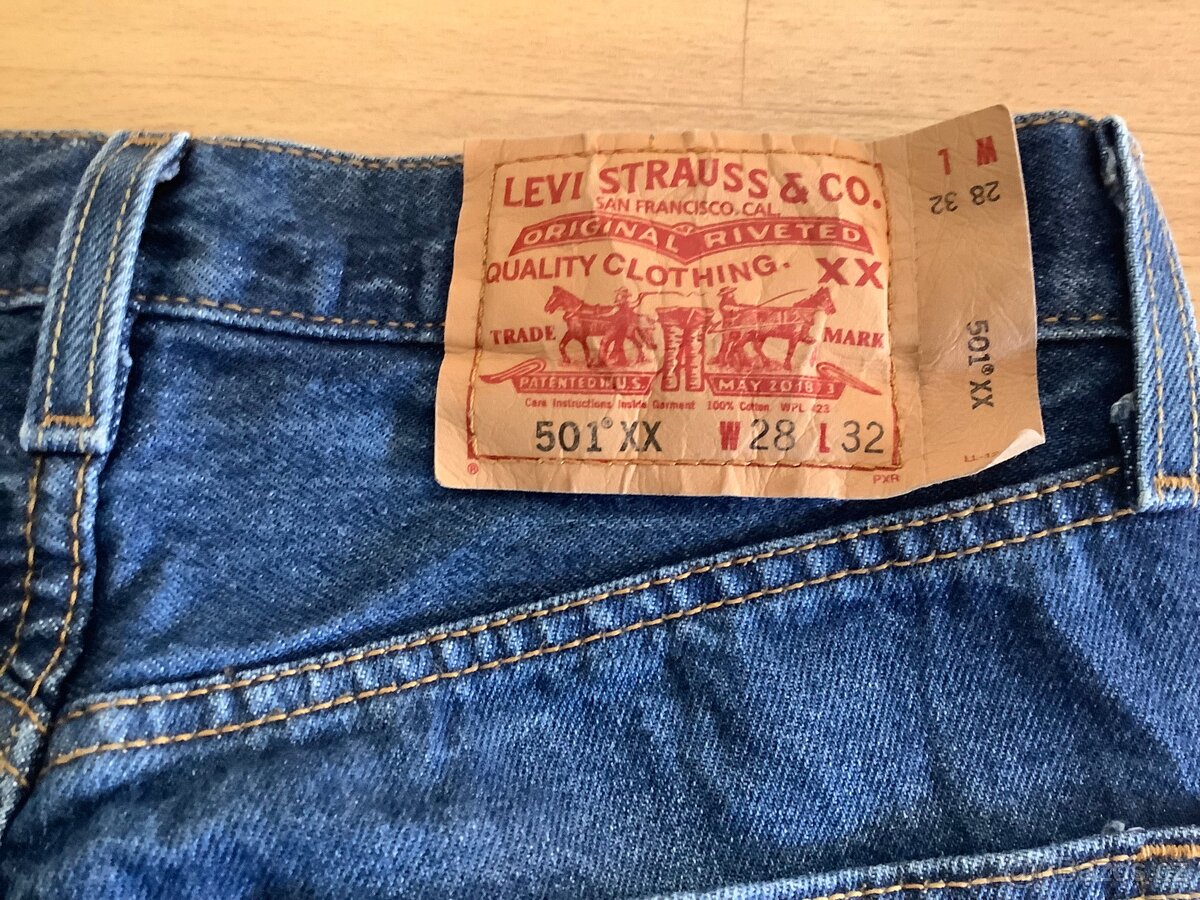 LEVI STRAUSS & CO.
SAN FRANCISCO. CAL.
ORIGINAL RIVETED
QUALITY CLOTHING. XX
TRADE MARK
PATENTED IN U.S. MAY 20 1873
Care Instructions Inside Garment 100% Cotton WPL 423
501® XX W 28 L 32
®
PXR
W L
28 32
501® XX